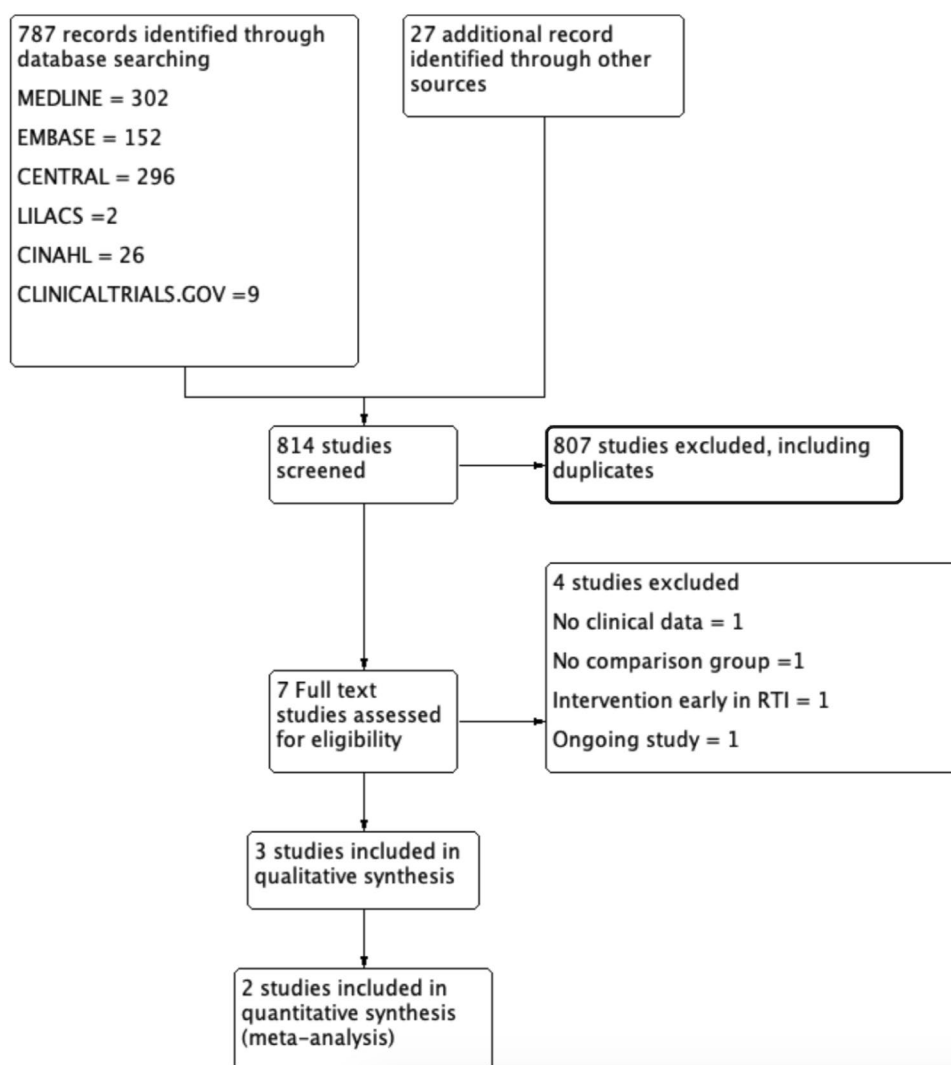 787 records identified through
database searching
MEDLINE = 302
EMBASE = 152
CENTRAL = 296
LILACS =2
CINAHL = 26
CLINICALTRIALS.GOV =9
27 additional record
identified through other
sources
814 studies
screened
807 studies excluded, including
duplicates
4 studies excluded
No clinical data = 1
No comparison group =1
Intervention early in RTI = 1
Ongoing study = 1
7 Full text
studies assessed
for eligibility
3 studies included in
qualitative synthesis
2 studies included in
quantitative synthesis
(meta-analysis)